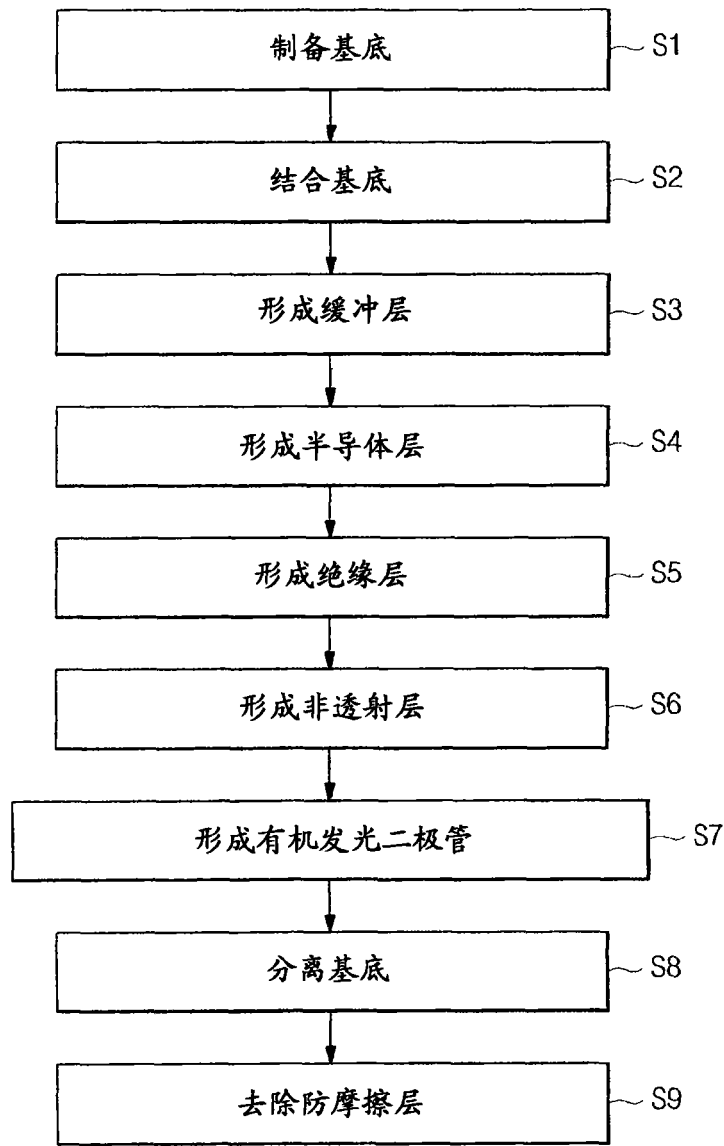 制备基底 S1
结合基底 S2
形成缓冲层 S3
形成半导体层 S4
形成绝缘层 S5
形成非透射层 S6
形成有机发光二极管 S7
分离基底 S8
去除防摩擦层 S9